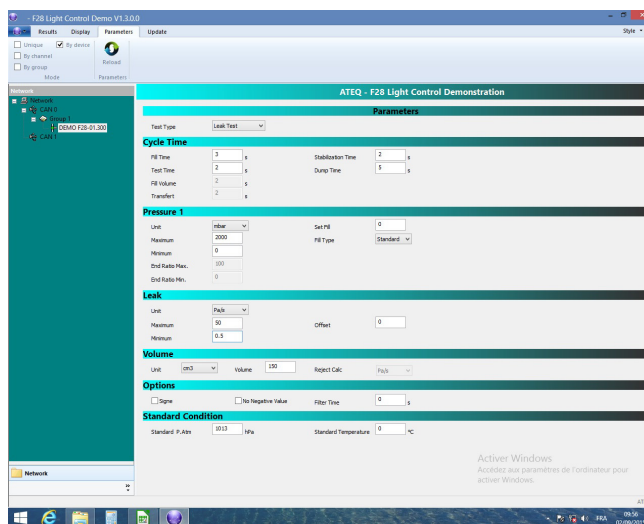 - F28 Light Control Demo V1.3.0.0
Results Display Parameters Update Style
Unique By device
By channel
By group
Reload
Mode Parameters
Network
Network
CAN 0
Group 1
DEMO F28-01.300
CAN 1
ATEQ - F28 Light Control Demonstration
Parameters
Test Type Leak Test
Cycle Time
Fill Time 3 s Stabilization Time 2 s
Test Time 2 s Dump Time 5 s
Fill Volume 2 s
Transfert 2 s
Pressure 1
Unit mbar Set Fill 0
Maximum 2000 Fill Type Standard
Minimum 0
End Ratio Max. 100
End Ratio Min. 0
Leak
Unit Pa/s
Maximum 50 Offset 0
Minimum 0.5
Volume
Unit cm3 Volume 150 Reject Calc Pa/s
Options
Signe No Negative Value Filter Time 0 s
Standard Condition
Standard P.Atm 1013 hPa Standard Temperature 0 °C
Activer Windows
Accédez aux paramètres de l'ordinateur pour
activer Windows.
Network
AT
FRA 09:56